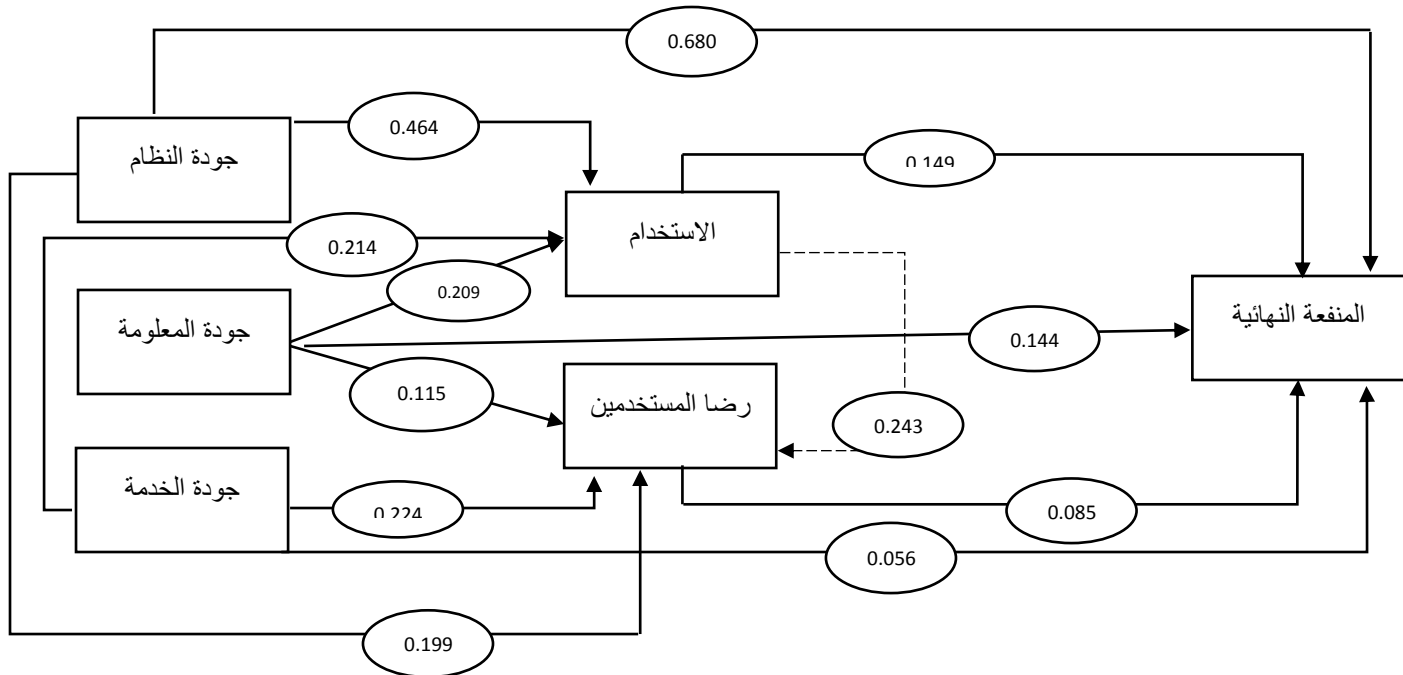 0.680
0.464
جودة النظام
0.149
الاستخدام
0.214
0.209
المنفعة النهائية
جودة المعلومة
0.144
0.115
رضا المستخدمين
0.243
جودة الخدمة
0.224
0.085
0.056
0.199